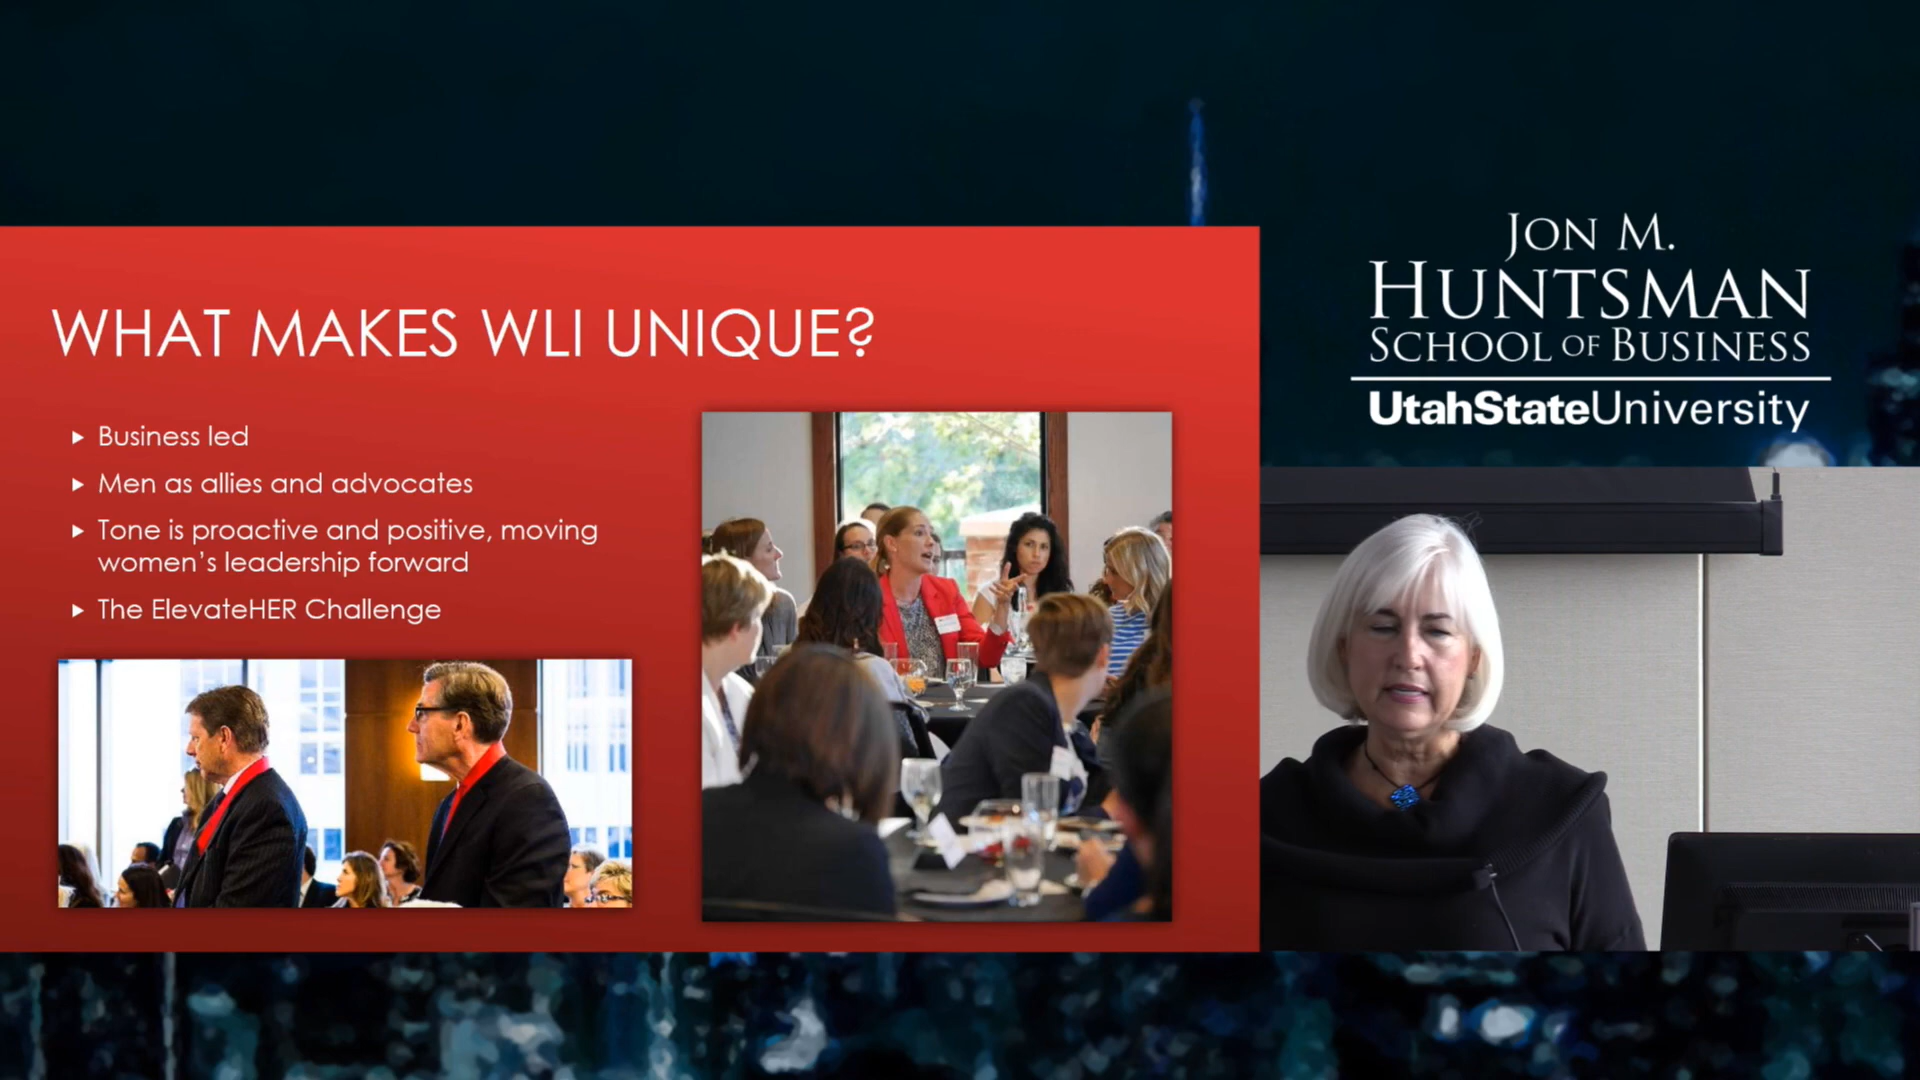 WHAT MAKES WLI UNIQUE?
Business led
Men as allies and advocates
Tone is proactive and positive, moving
women's leadership forward
The ElevateHER Challenge
JON M.
HUNTSMAN
SCHOOL OF BUSINESS
UtahStateUniversity